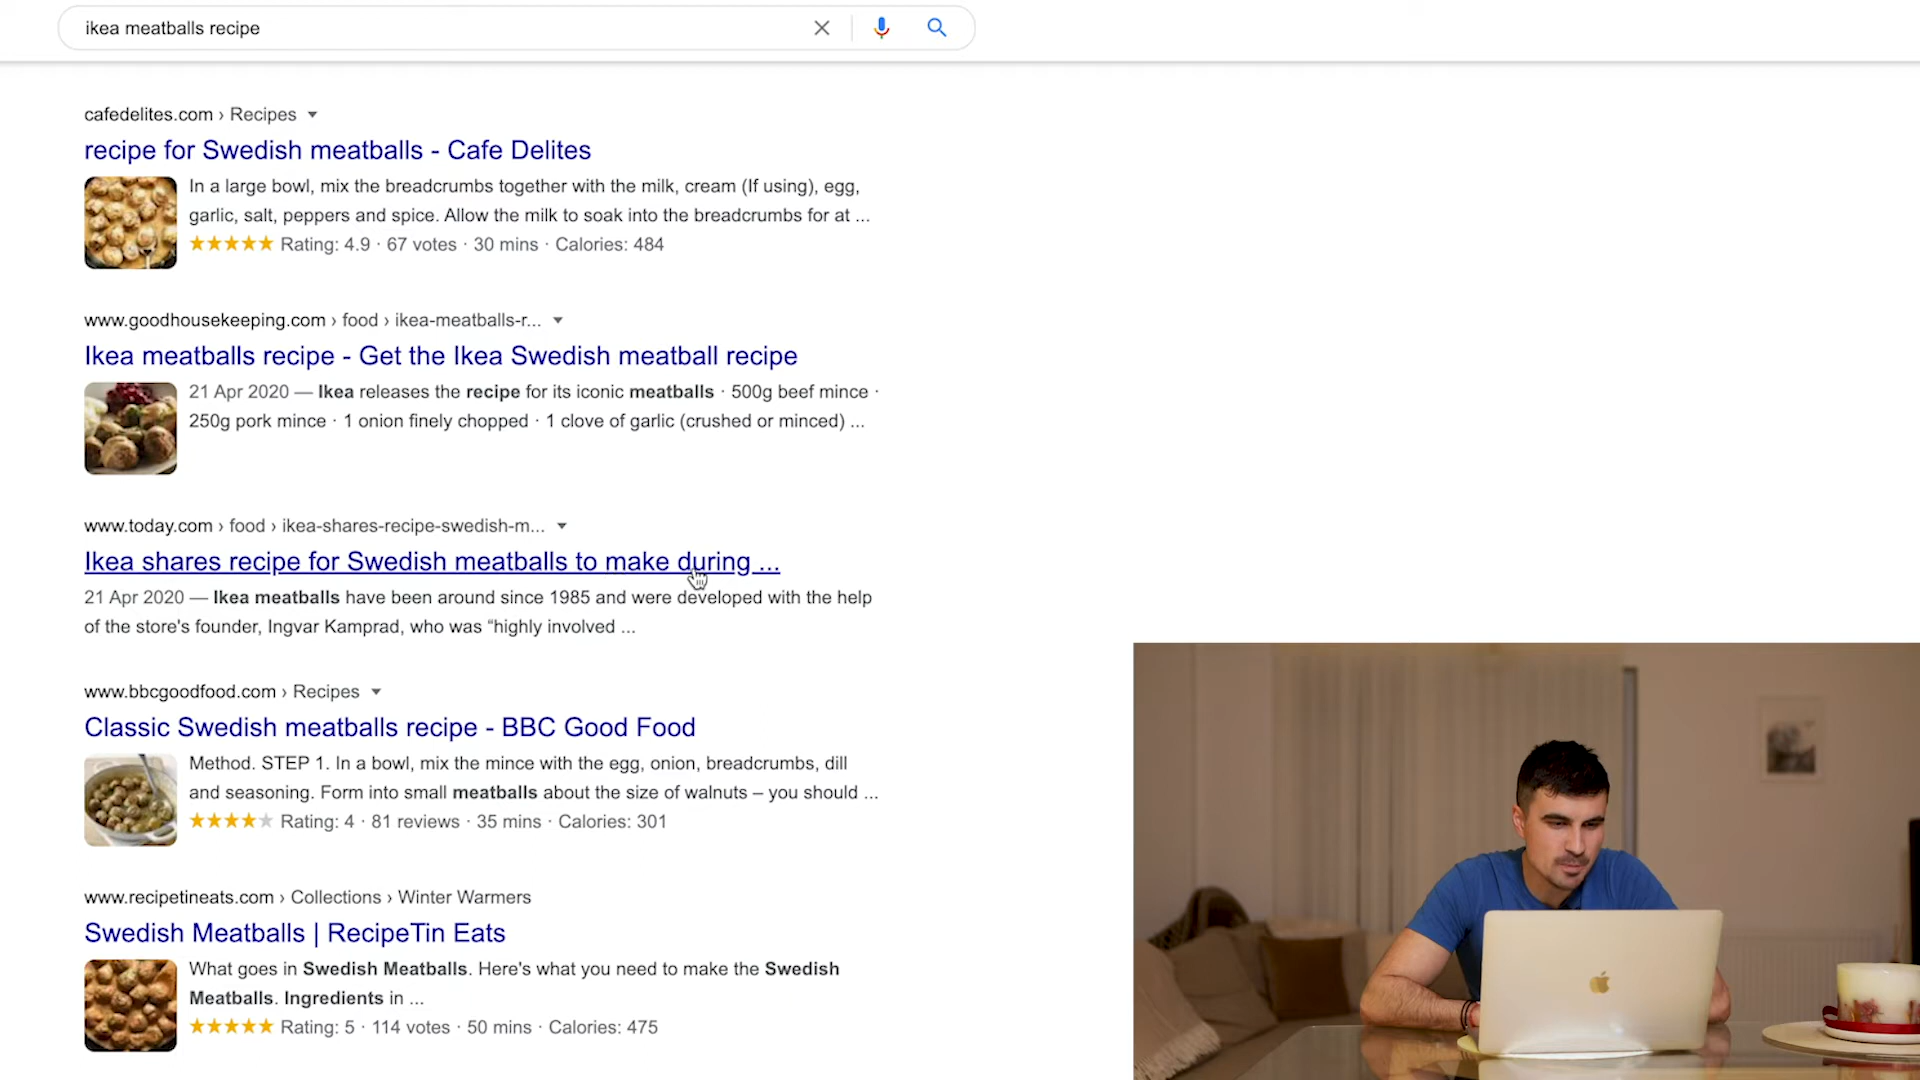 ikea meatballs recipe
cafedelites.com › Recipes
recipe for Swedish meatballs - Cafe Delites
In a large bowl, mix the breadcrumbs together with the milk, cream (If using), egg,
garlic, salt, peppers and spice. Allow the milk to soak into the breadcrumbs for at ...
Rating: 4.9 · 67 votes · 30 mins · Calories: 484
www.goodhousekeeping.com › food › ikea-meatballs-r...
Ikea meatballs recipe - Get the Ikea Swedish meatball recipe
21 Apr 2020 — Ikea releases the recipe for its iconic meatballs · 500g beef mince ·
250g pork mince · 1 onion finely chopped · 1 clove of garlic (crushed or minced) ...
www.today.com › food › ikea-shares-recipe-swedish-m...
Ikea shares recipe for Swedish meatballs to make during ...
21 Apr 2020 — Ikea meatballs have been around since 1985 and were developed with the help
of the store's founder, Ingvar Kamprad, who was “highly involved ...
www.bbcgoodfood.com › Recipes
Classic Swedish meatballs recipe - BBC Good Food
Method. STEP 1. In a bowl, mix the mince with the egg, onion, breadcrumbs, dill
and seasoning. Form into small meatballs about the size of walnuts – you should ...
Rating: 4 · 81 reviews · 35 mins · Calories: 301
www.recipetineats.com › Collections › Winter Warmers
Swedish Meatballs | RecipeTin Eats
What goes in Swedish Meatballs. Here's what you need to make the Swedish
Meatballs. Ingredients in ...
Rating: 5 · 114 votes · 50 mins · Calories: 475